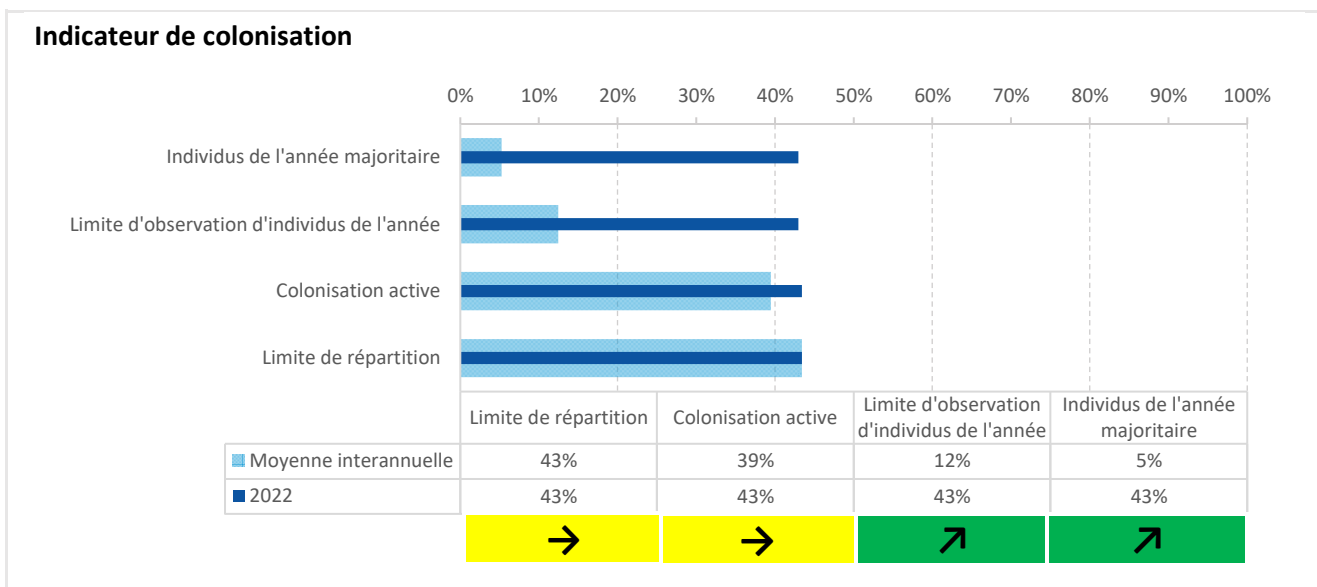 Indicateur de colonisation
0% 10% 20% 30% 40% 50% 60% 70% 80% 90% 100%
Individus de l'année majoritaire
Limite d'observation d'individus de l'année
Colonisation active
Limite de répartition
Limite de répartition Colonisation active Limite d'observation d'individus de l'année Individus de l'année majoritaire
Moyenne interannuelle 43% 39% 12% 5%
2022 43% 43% 43% 43%
→ → ↗ ↗